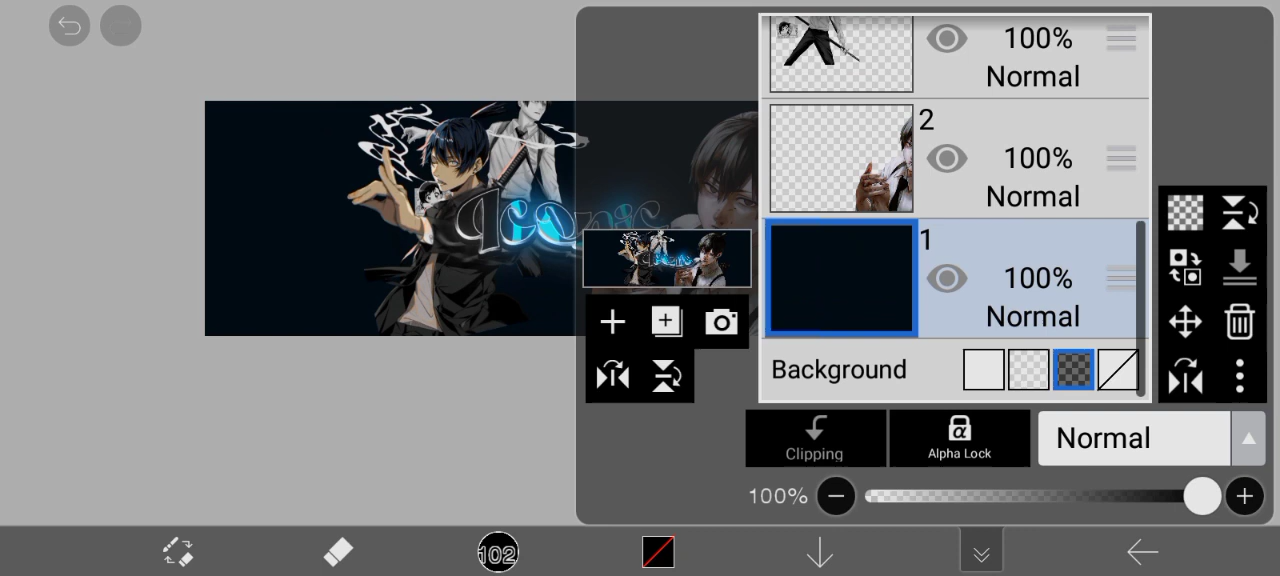 100%
Normal
2
100%
Normal
1
100%
Normal
Background
Iconic
Clipping
Alpha Lock
Normal
100%
102